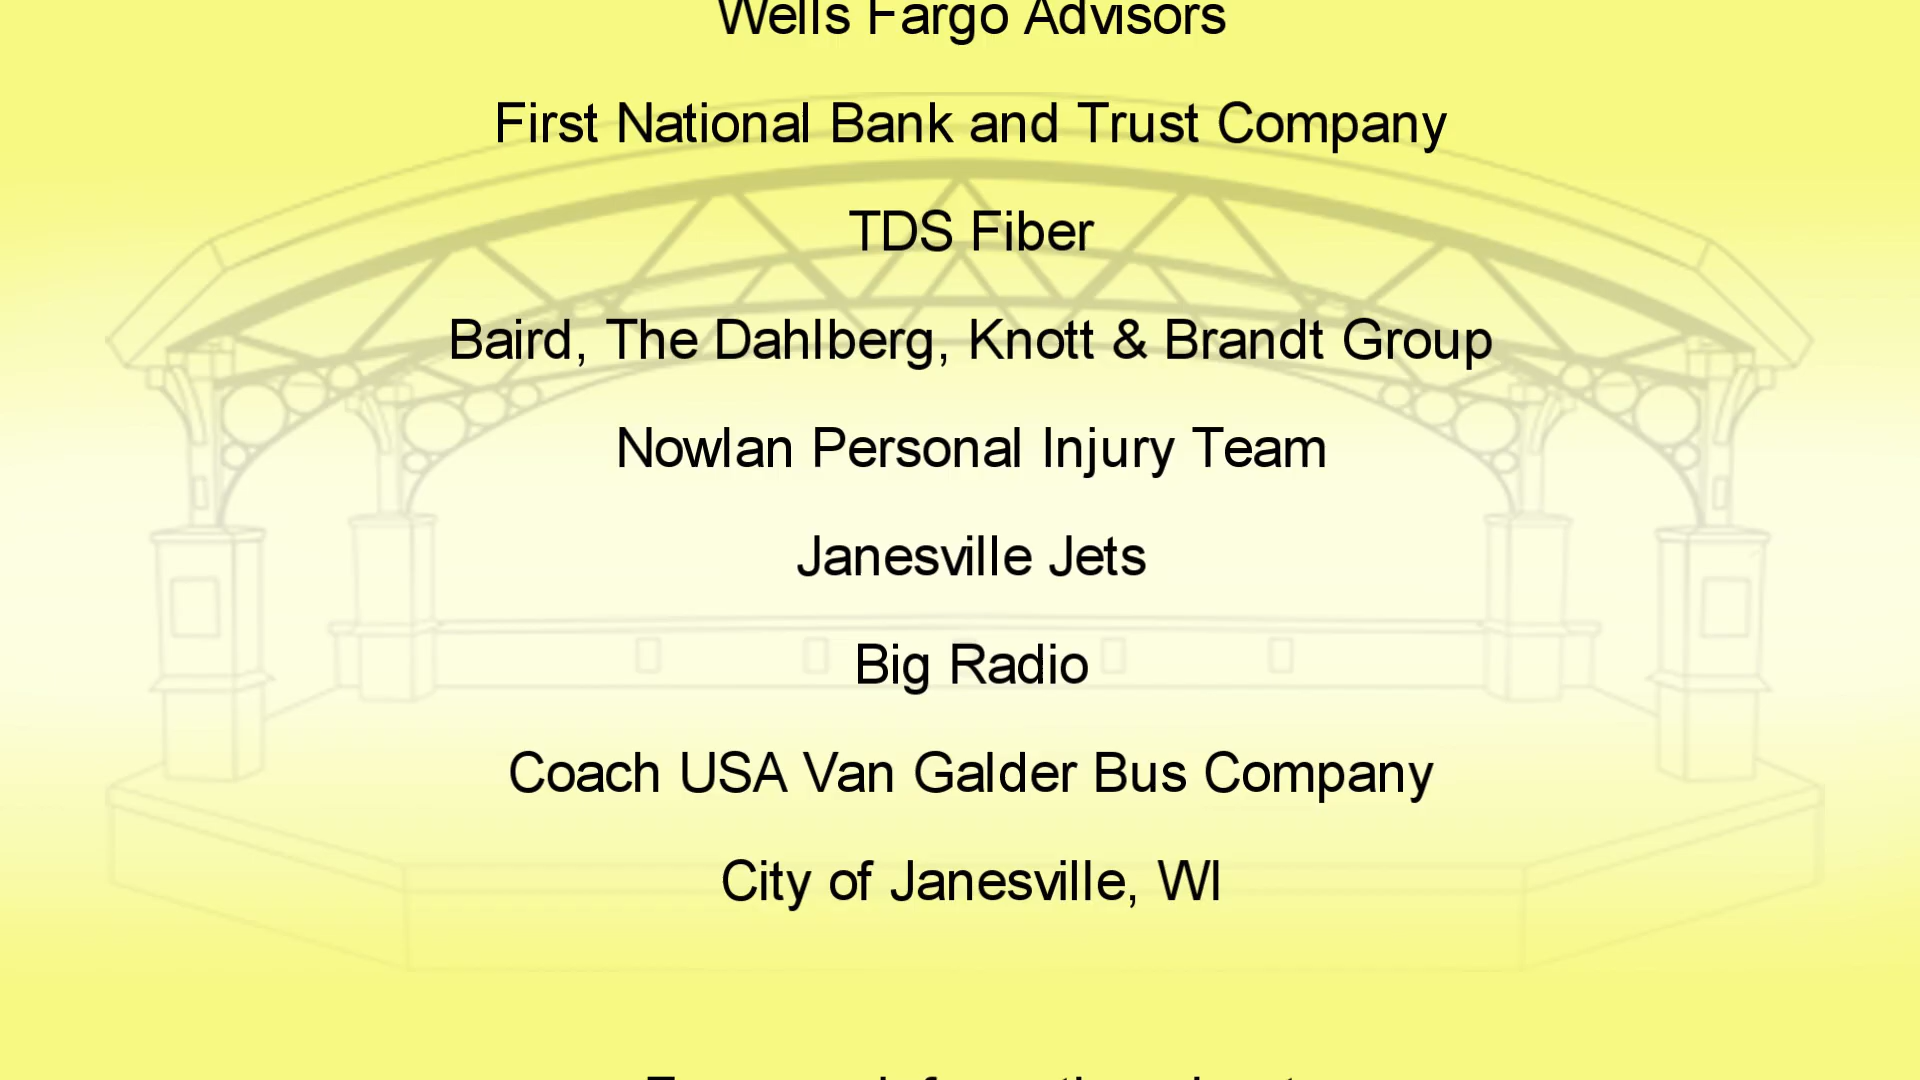 Wells Fargo Advisors
First National Bank and Trust Company
TDS Fiber
Baird, The Dahlberg, Knott & Brandt Group
Nowlan Personal Injury Team
Janesville Jets
Big Radio
Coach USA Van Galder Bus Company
City of Janesville, WI